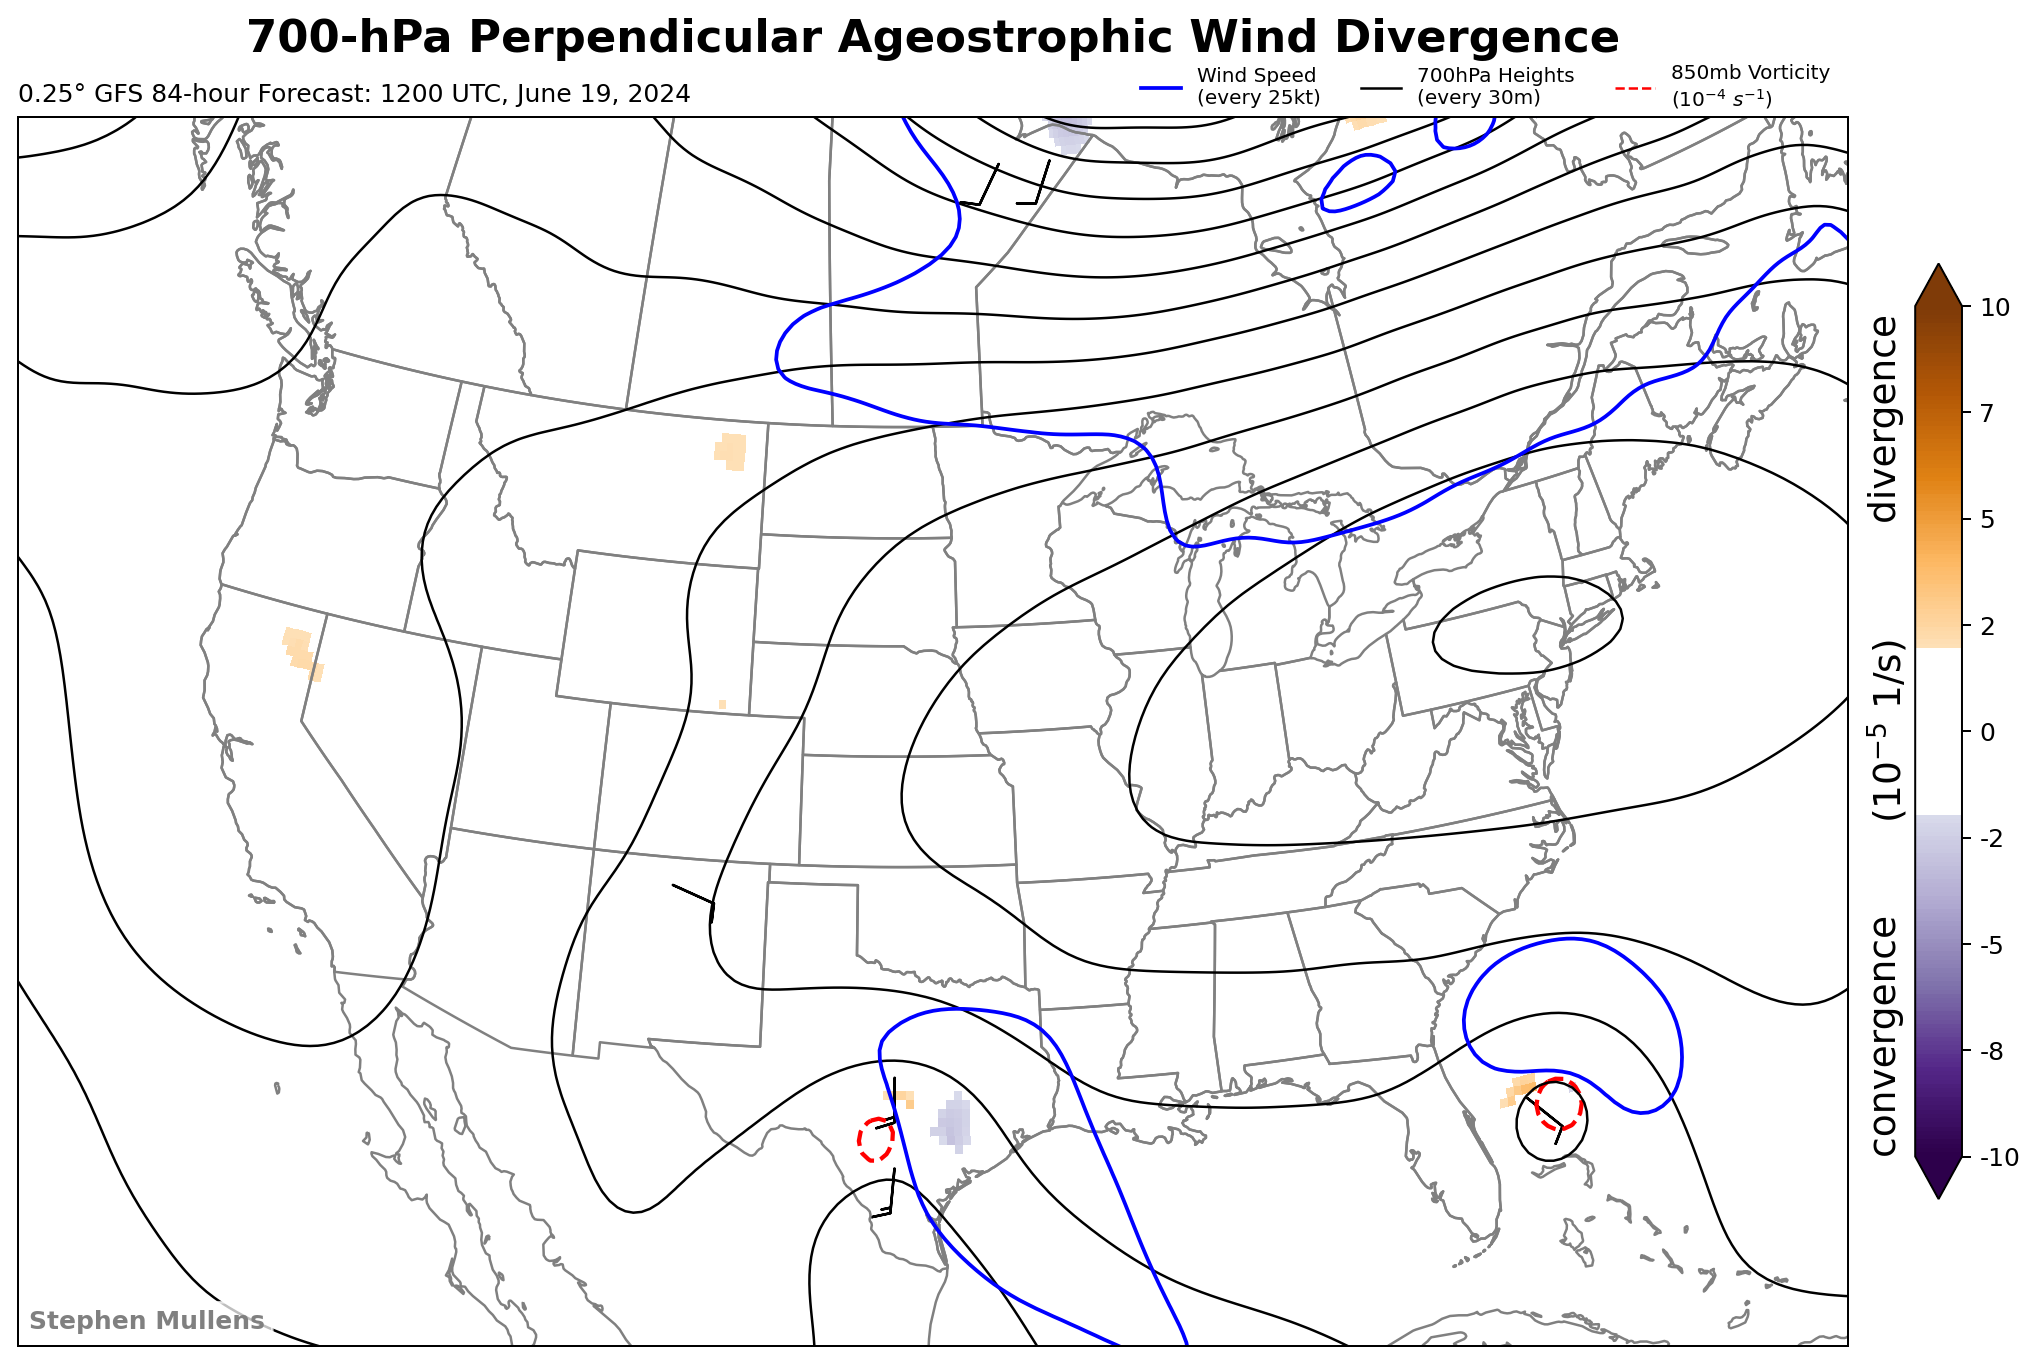 700-hPa Perpendicular Ageostrophic Wind Divergence
0.25° GFS 84-hour Forecast: 1200 UTC, June 19, 2024
Wind Speed
(every 25kt)
700hPa Heights
(every 30m)
850mb Vorticity
(10⁻⁴ s⁻¹)
10
7
5
2
0
-2
-5
-8
-10
convergence (10⁻⁵ 1/s) divergence
Stephen Mullens